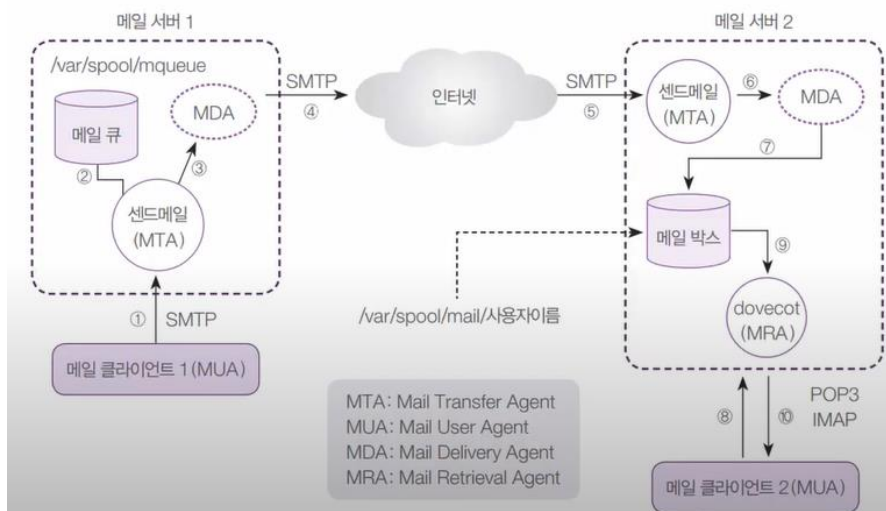 메일 서버 1
/var/spool/mqueue
메일 큐
MDA
②
③
센드메일
(MTA)
①
SMTP
메일 클라이언트 1 (MUA)
SMTP
④
인터넷
SMTP
⑤
메일 서버 2
센드메일
(MTA)
⑥
MDA
⑦
메일 박스
⑨
dovecot
(MRA)
/var/spool/mail/사용자이름
MTA: Mail Transfer Agent
MUA: Mail User Agent
MDA: Mail Delivery Agent
MRA: Mail Retrieval Agent
⑧
⑩
POP3
IMAP
메일 클라이언트 2 (MUA)